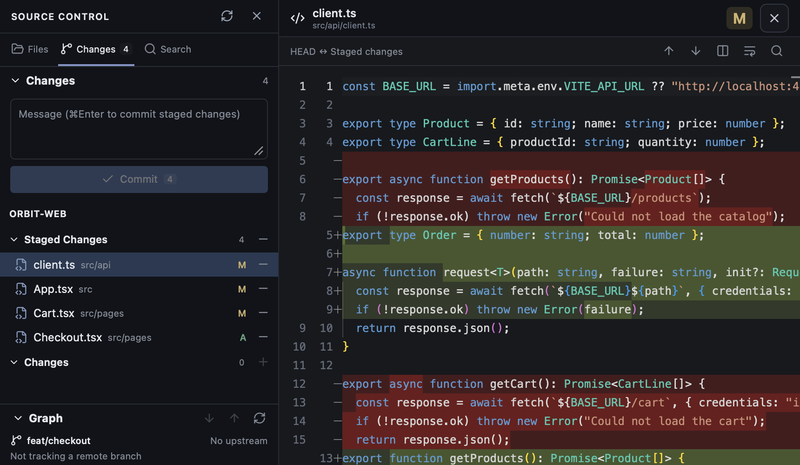 SOURCE CONTROL
Files
Changes 4
Search
Changes 4
Message (⌘Enter to commit staged changes)
Commit 4
ORBIT-WEB
Staged Changes 4
client.ts src/api M
App.tsx src M
Cart.tsx src/pages M
Checkout.tsx src/pages A
Changes 0
Graph
feat/checkout No upstream
Not tracking a remote branch
client.ts
src/api/client.ts
M
HEAD ↔ Staged changes
1 1 const BASE_URL = import.meta.env.VITE_API_URL ?? "http://localhost:4
2 2
3 3 export type Product = { id: string; name: string; price: number };
4 4 export type CartLine = { productId: string; quantity: number };
5 −
6 − export async function getProducts(): Promise<Product[]> {
7 − const response = await fetch(`${BASE_URL}/products`);
8 − if (!response.ok) throw new Error("Could not load the catalog");
5+ export type Order = { number: string; total: number };
6+
7+ async function request<T>(path: string, failure: string, init?: Requ
8+ const response = await fetch(`${BASE_URL}${path}`, { credentials:
9+ if (!response.ok) throw new Error(failure);
9 10 return response.json();
10 11 }
11 12
12 − export async function getCart(): Promise<CartLine[]> {
13 − const response = await fetch(`${BASE_URL}/cart`, { credentials: "i
14 − if (!response.ok) throw new Error("Could not load the cart");
15 − return response.json();
13+ export function getProducts(): Promise<Product[]> {